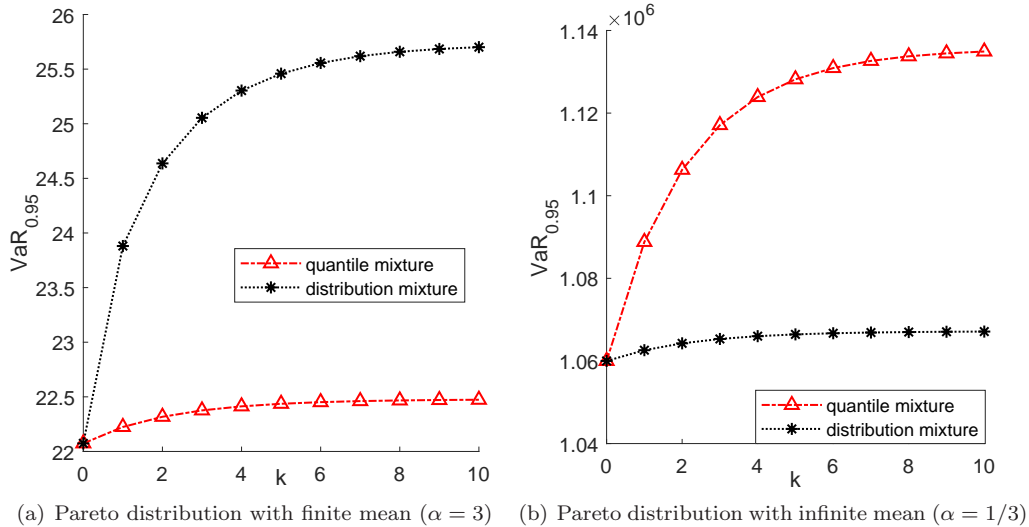 26
25.5
25
24.5
24
23.5
23
22.5
22
0 2 4 6 8 10
k
VaR0.95
quantile mixture
distribution mixture
(a) Pareto distribution with finite mean (α = 3)
×10^6
1.14
1.12
1.1
1.08
1.06
1.04
0 2 4 6 8 10
k
VaR0.95
quantile mixture
distribution mixture
(b) Pareto distribution with infinite mean (α = 1/3)